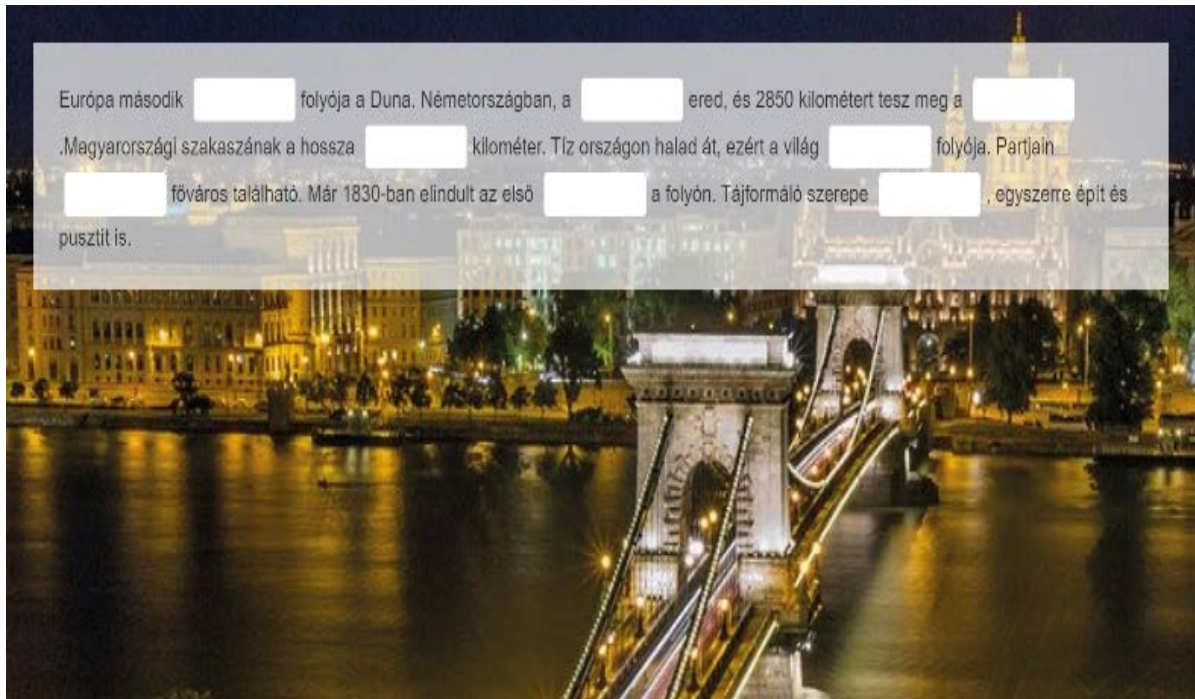 Európa második folyója a Duna. Németországban, a ered, és 2850 kilométert tesz meg a
.Magyarországi szakaszának a hossza kilométer. Tíz országon halad át, ezért a világ folyója. Partjain
főváros található. Már 1830-ban elindult az első a folyón. Tájformáló szerepe , egyszerre épít és
pusztít is.